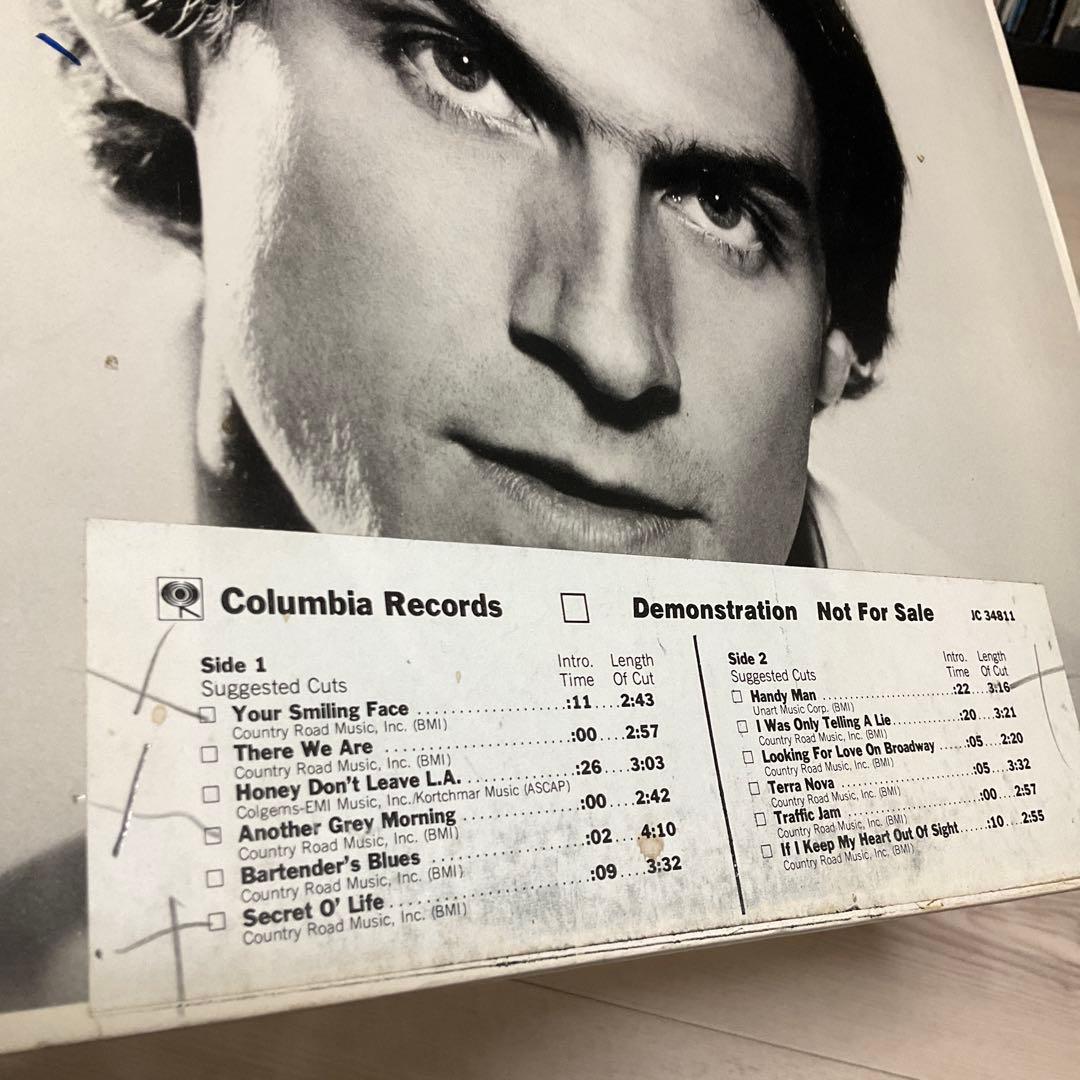 Columbia Records Demonstration Not For Sale JC 34811
Side 1 Intro. Length
Suggested Cuts Time Of Cut
Your Smiling Face :11 2:43
Country Road Music, Inc. (BMI)
There We Are :00 2:57
Country Road Music, Inc. (BMI)
Honey Don't Leave L.A. :26 3:03
Colgems-EMI Music, Inc./Kortchmar Music (ASCAP)
Another Grey Morning :00 2:42
Country Road Music, Inc. (BMI)
Bartender's Blues :02 4:10
Country Road Music, Inc. (BMI)
Secret O' Life :09 3:32
Country Road Music, Inc. (BMI)
Side 2 Intro. Length
Suggested Cuts Time Of Cut
Handy Man :22 3:16
Unart Music Corp. (BMI)
I Was Only Telling A Lie :20 3:21
Country Road Music, Inc. (BMI)
Looking For Love On Broadway :05 2:20
Country Road Music, Inc. (BMI)
Terra Nova :05 3:32
Country Road Music, Inc. (BMI)
Traffic Jam :00 2:57
Country Road Music, Inc. (BMI)
If I Keep My Heart Out Of Sight :10 2:55
Country Road Music, Inc. (BMI)